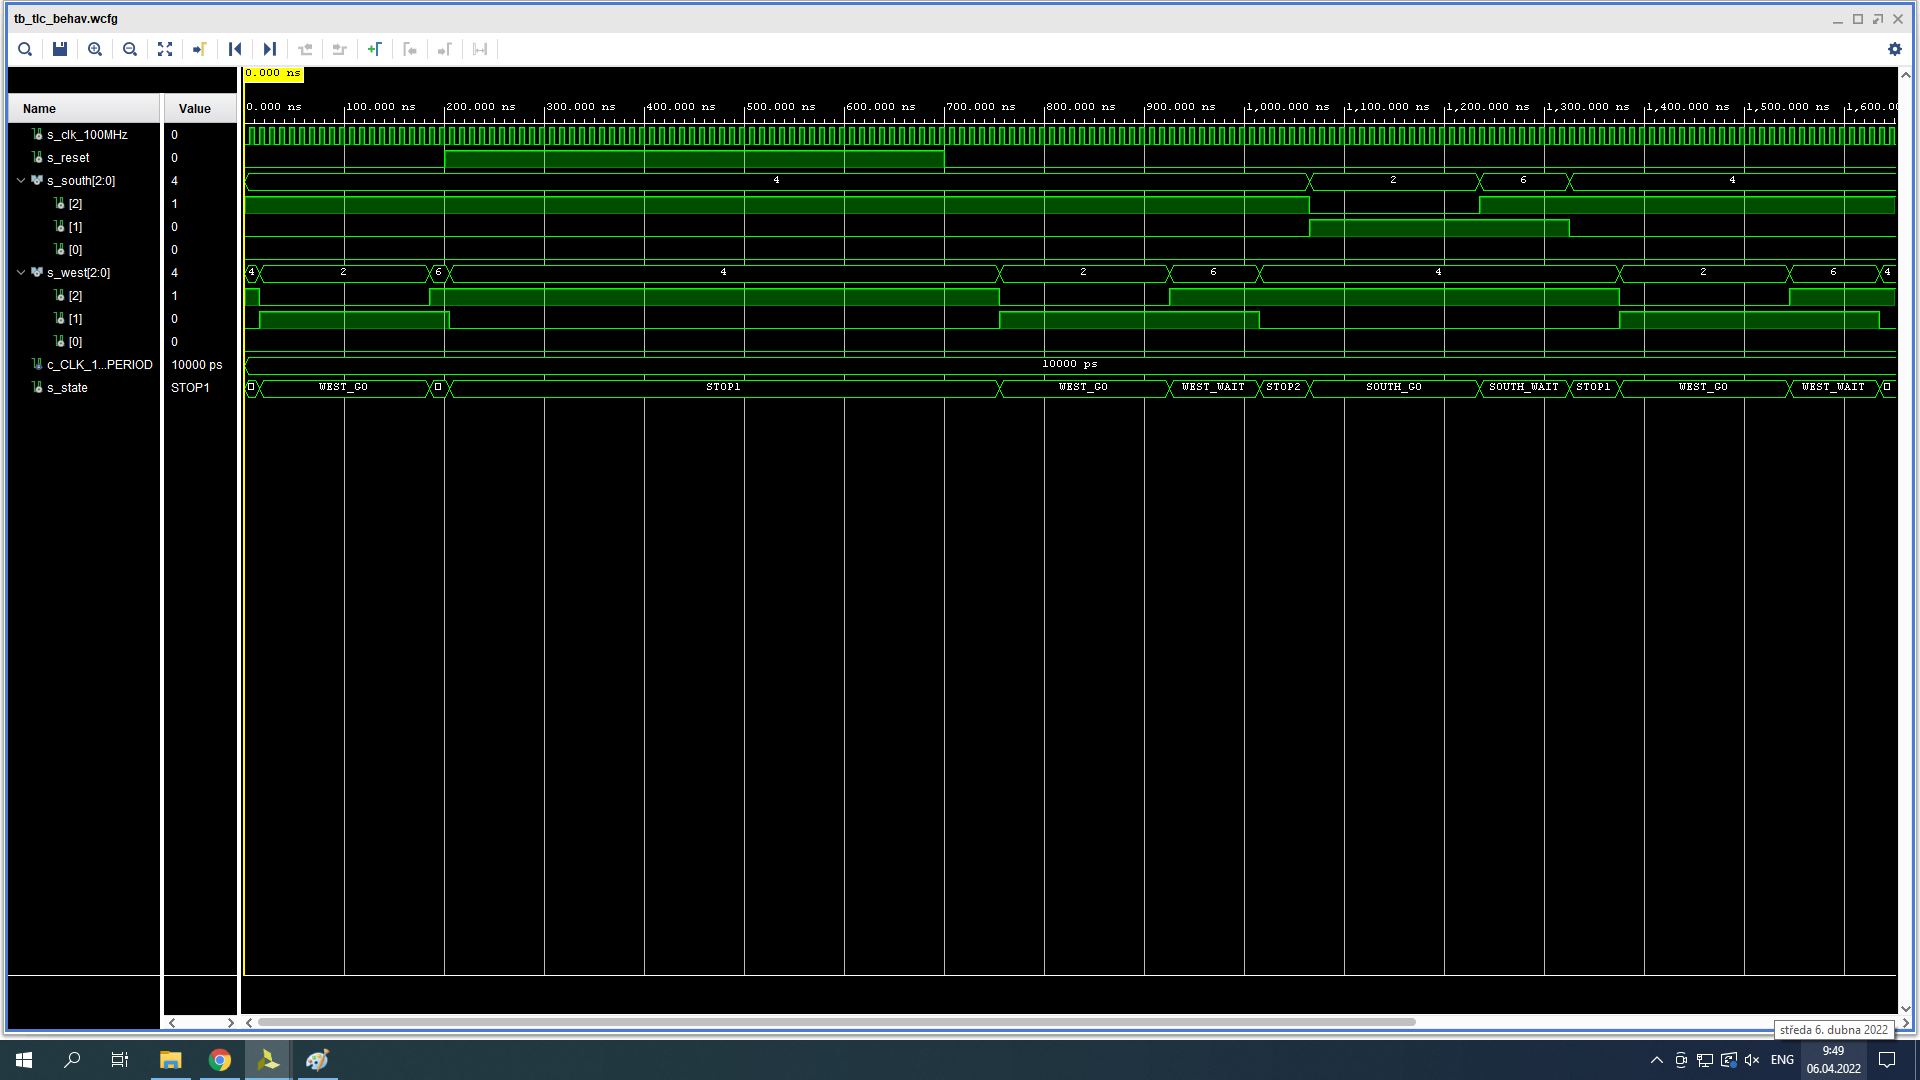 tb_tlc_behav.wcfg
0.000 ns
Name Value
0.000 ns 100.000 ns 200.000 ns 300.000 ns 400.000 ns 500.000 ns 600.000 ns 700.000 ns 800.000 ns 900.000 ns 1,000.000 ns 1,100.000 ns 1,200.000 ns 1,300.000 ns 1,400.000 ns 1,500.000 ns 1,600.0
s_clk_100MHz 0
s_reset 0
s_south[2:0] 4 4 2 6 4
[2] 1
[1] 0
[0] 0
s_west[2:0] 4 4 2 6 4 2 6 4 2 6 4
[2] 1
[1] 0
[0] 0
c_CLK_1...PERIOD 10000 ps 10000 ps
s_state STOP1 WEST_GO STOP1 WEST_GO WEST_WAIT STOP2 SOUTH_GO SOUTH_WAIT STOP1 WEST_GO WEST_WAIT
středa 6. dubna 2022
ENG
9:49
06.04.2022